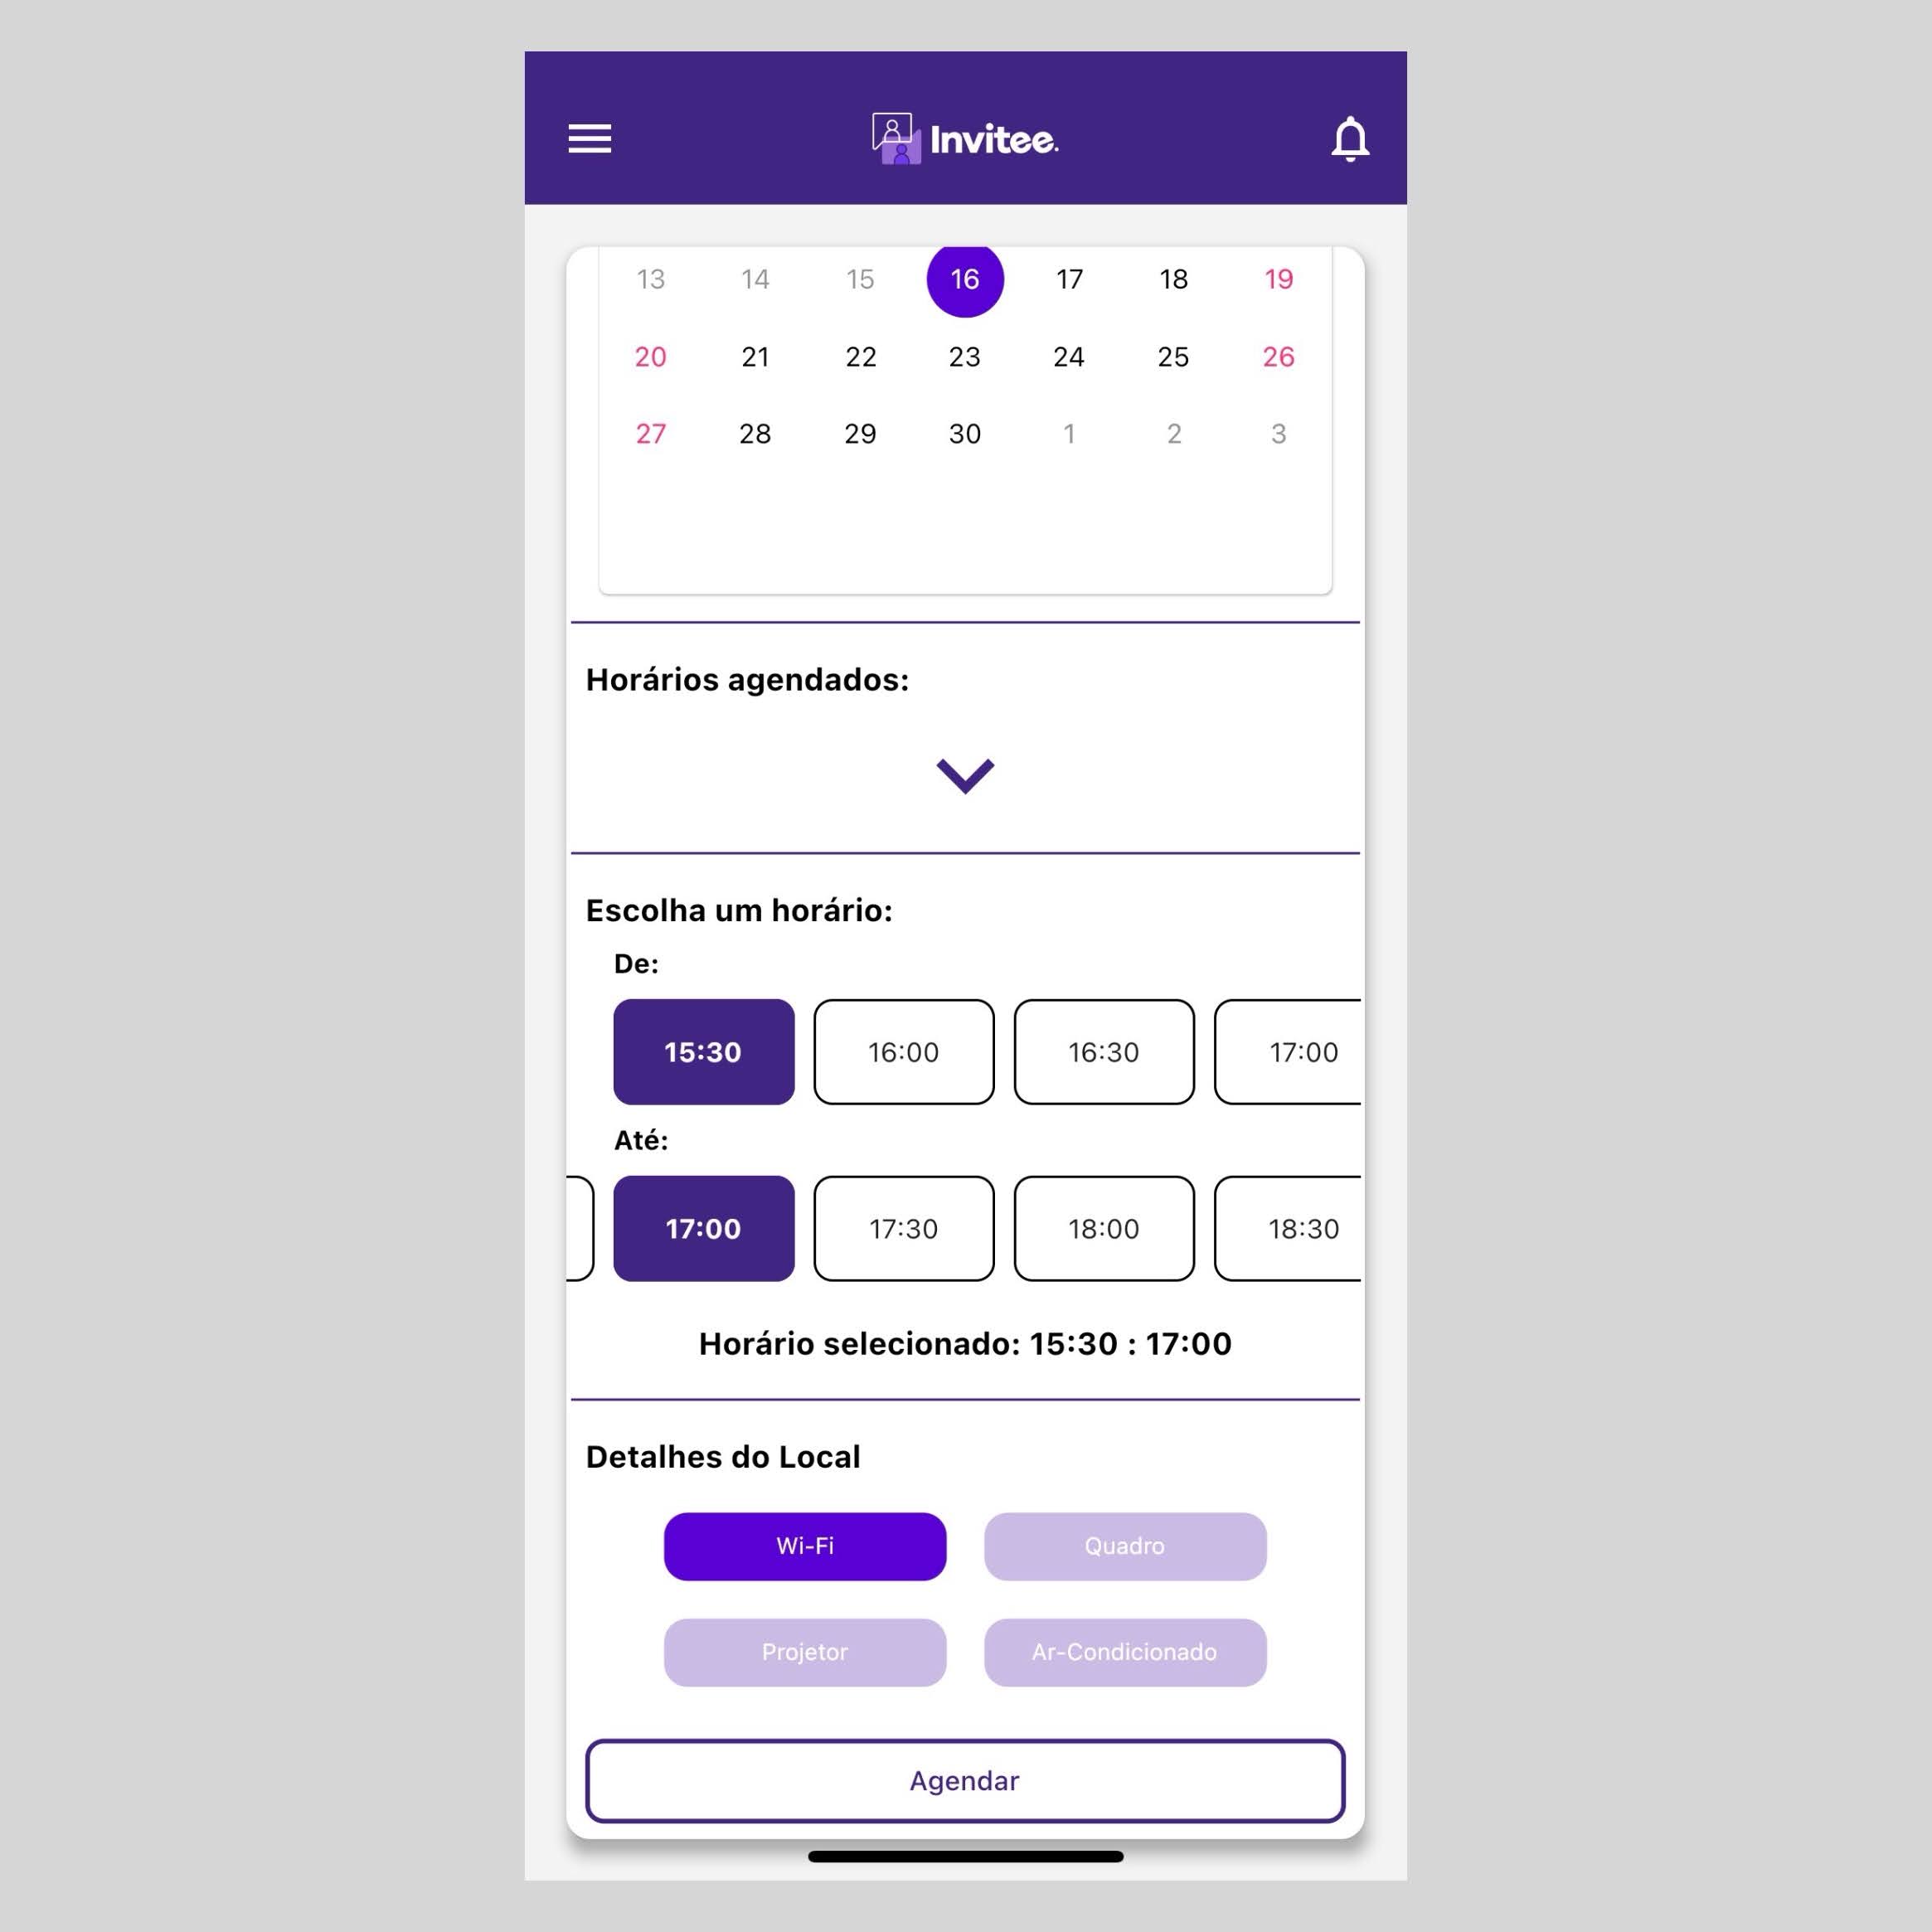 Invitee.
13 14 15 16 17 18 19
20 21 22 23 24 25 26
27 28 29 30 1 2 3
Horários agendados:
Escolha um horário:
De:
15:30 16:00 16:30 17:00
Até:
17:00 17:30 18:00 18:30
Horário selecionado: 15:30 : 17:00
Detalhes do Local
Wi-Fi Quadro
Projetor Ar-Condicionado
Agendar